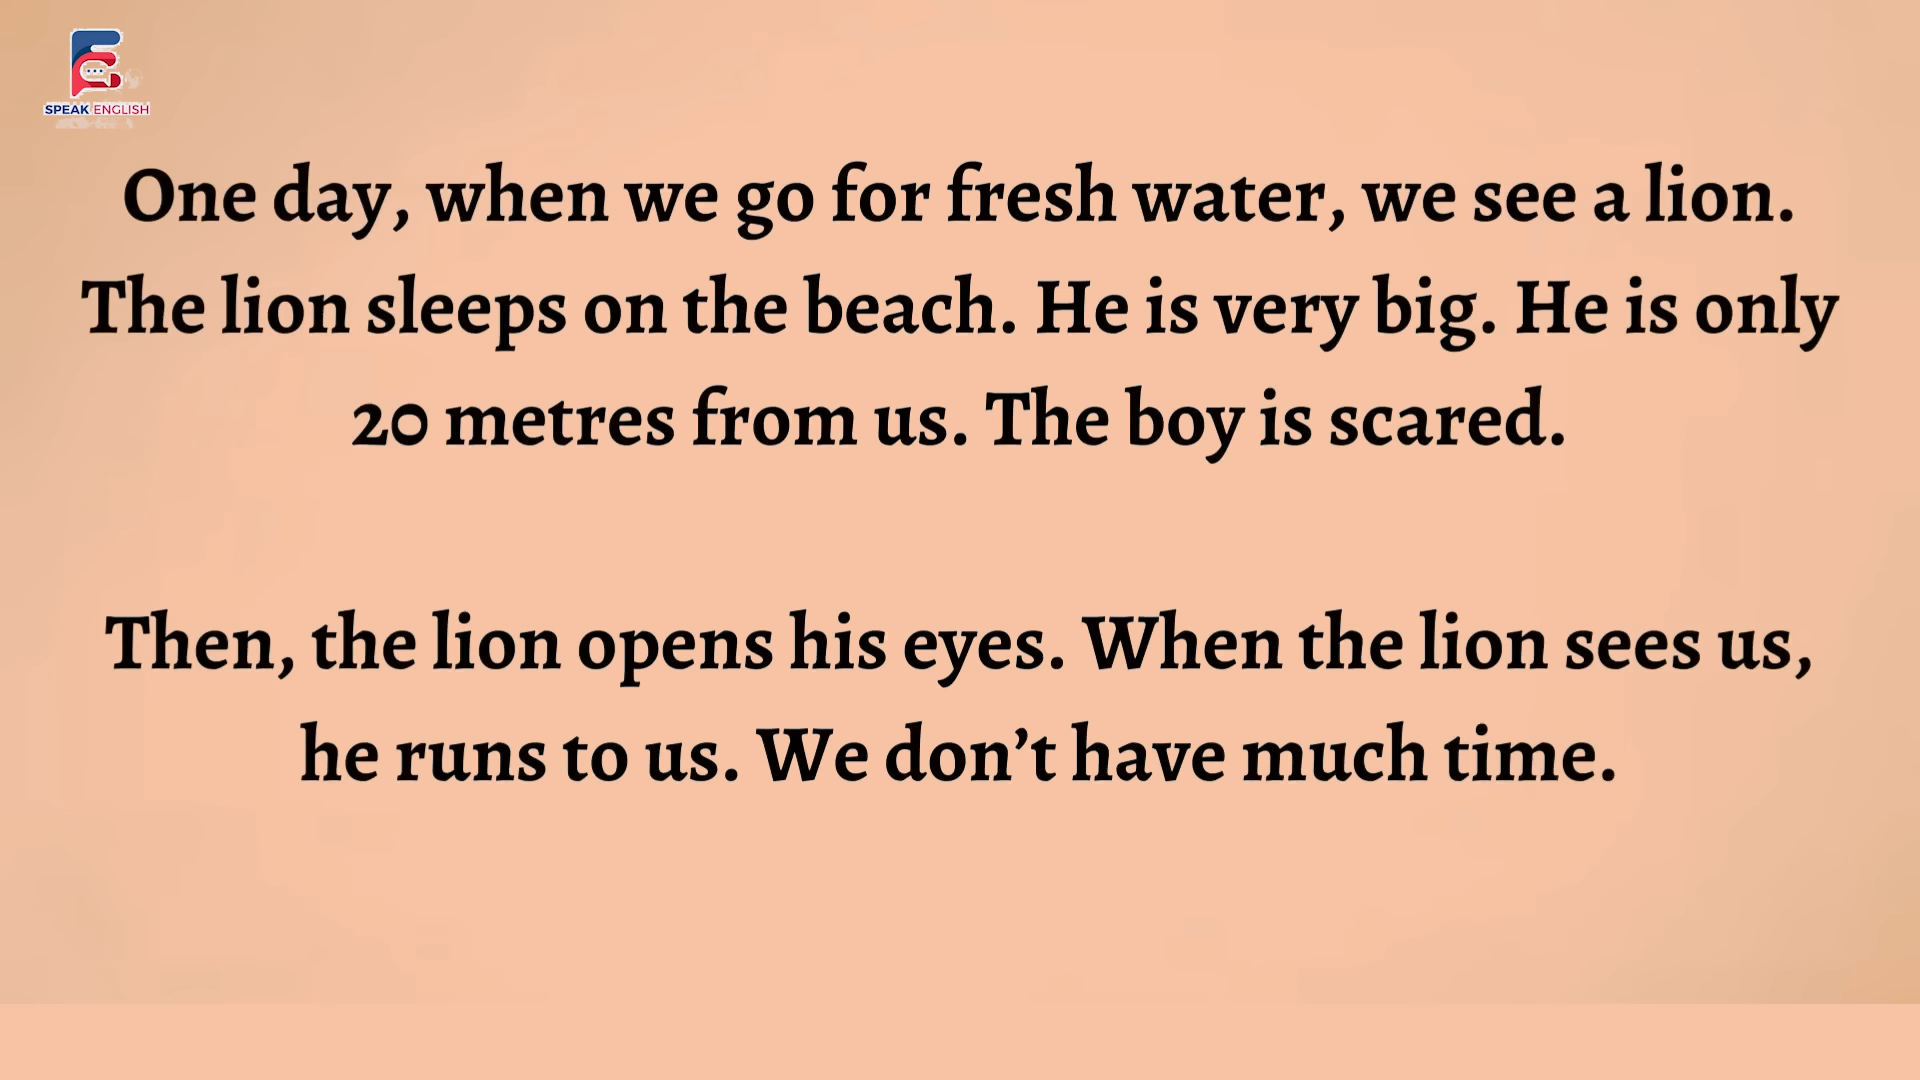 SPEAK ENGLISH
One day, when we go for fresh water, we see a lion.
The lion sleeps on the beach. He is very big. He is only
20 metres from us. The boy is scared.
Then, the lion opens his eyes. When the lion sees us,
he runs to us. We don’t have much time.